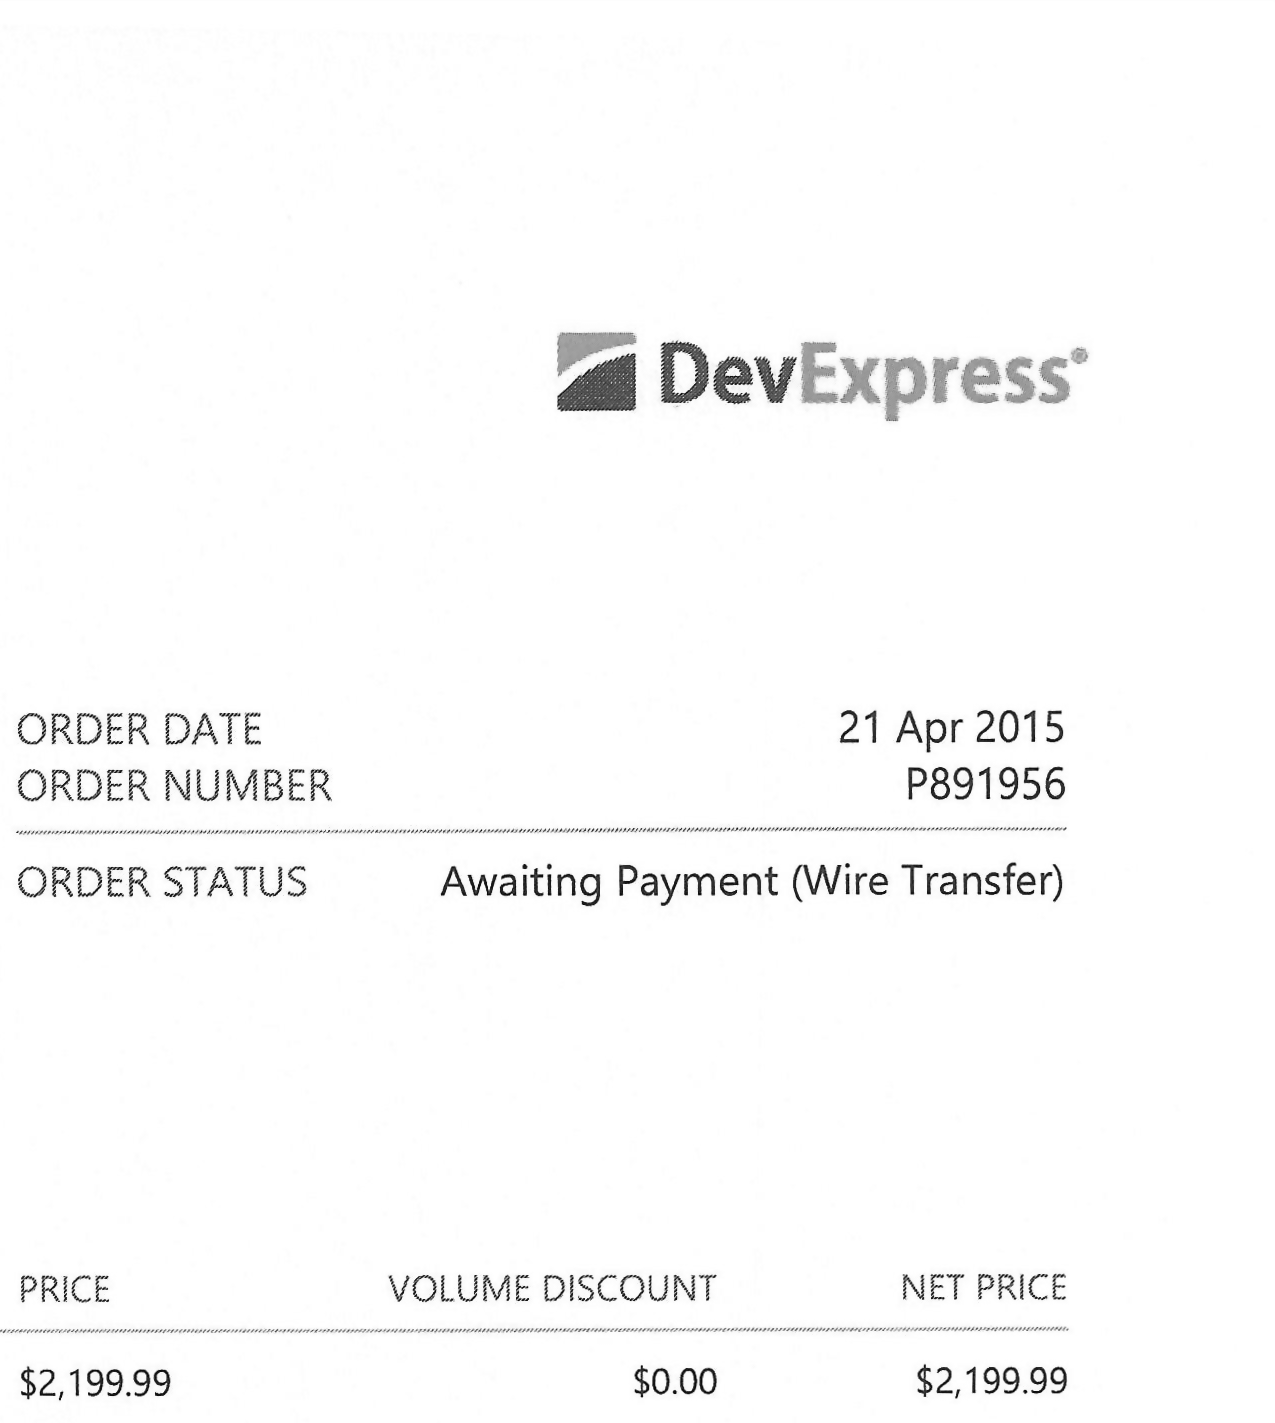 DevExpress®
ORDER DATE 21 Apr 2015
ORDER NUMBER P891956
ORDER STATUS Awaiting Payment (Wire Transfer)
PRICE VOLUME DISCOUNT NET PRICE
$2,199.99 $0.00 $2,199.99